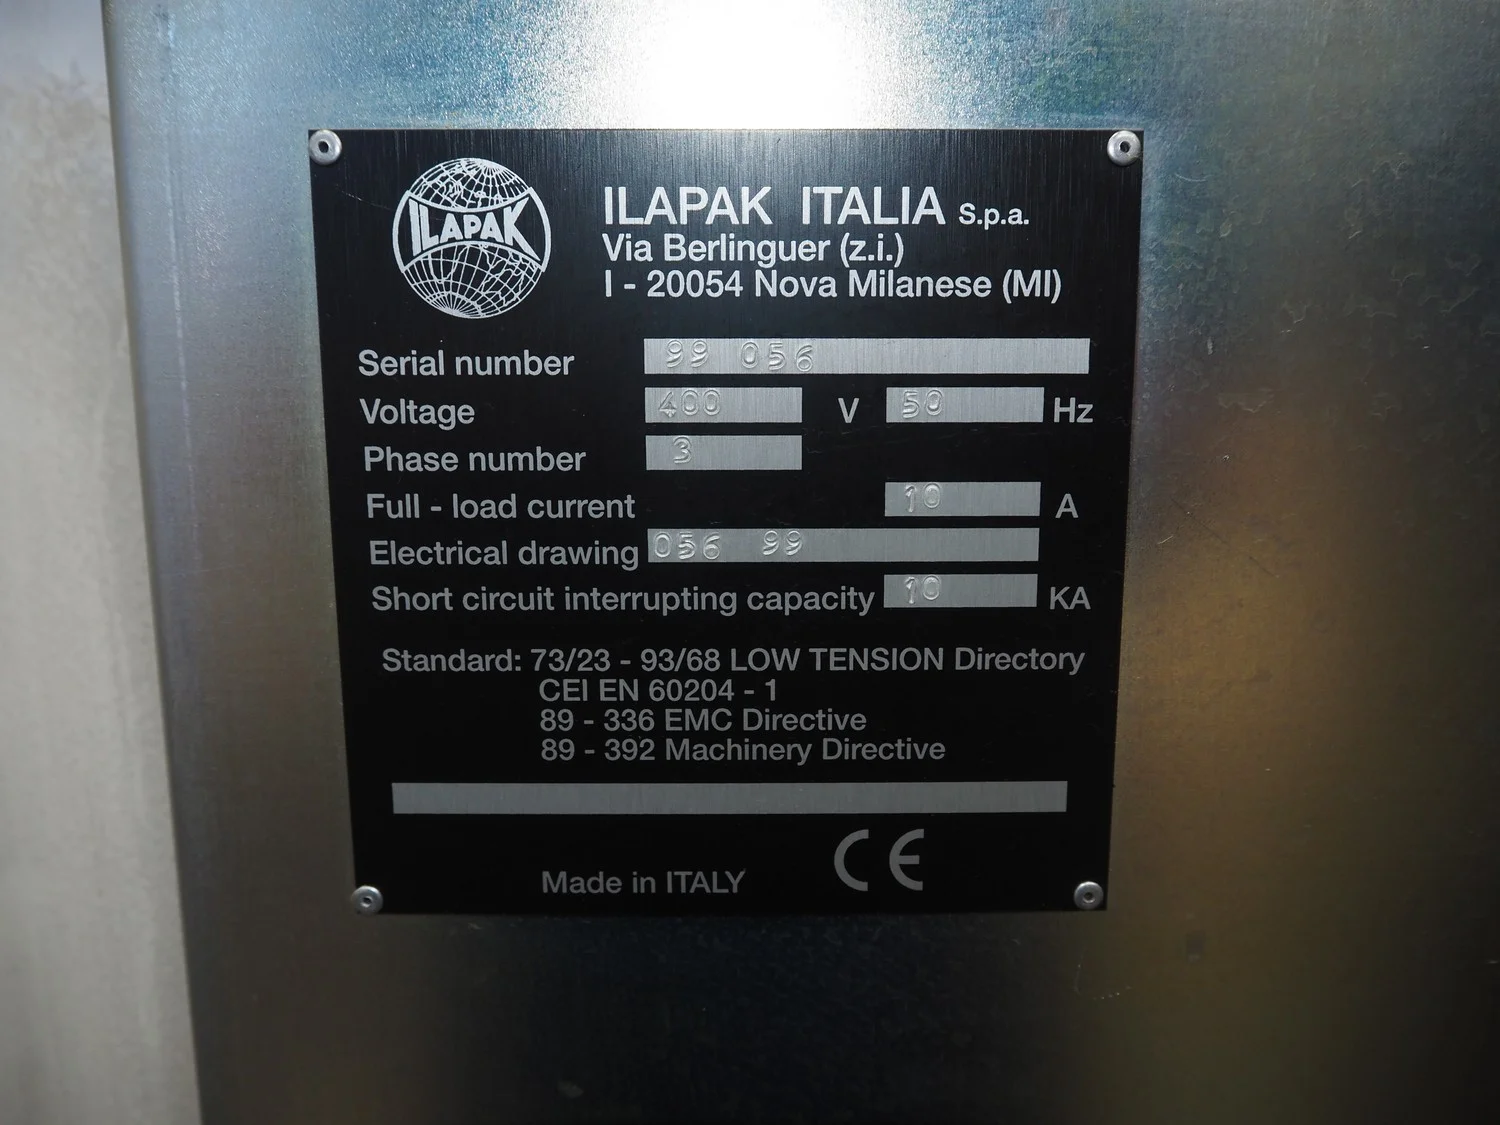 ILAPAK
ILAPAK ITALIA S.p.a.
Via Berlinguer (z.i.)
I - 20054 Nova Milanese (MI)
Serial number 99 056
Voltage 400 V 50 Hz
Phase number 3
Full - load current 10 A
Electrical drawing 056 99
Short circuit interrupting capacity 10 KA
Standard: 73/23 - 93/68 LOW TENSION Directory
CEI EN 60204 - 1
89 - 336 EMC Directive
89 - 392 Machinery Directive
Made in ITALY CE